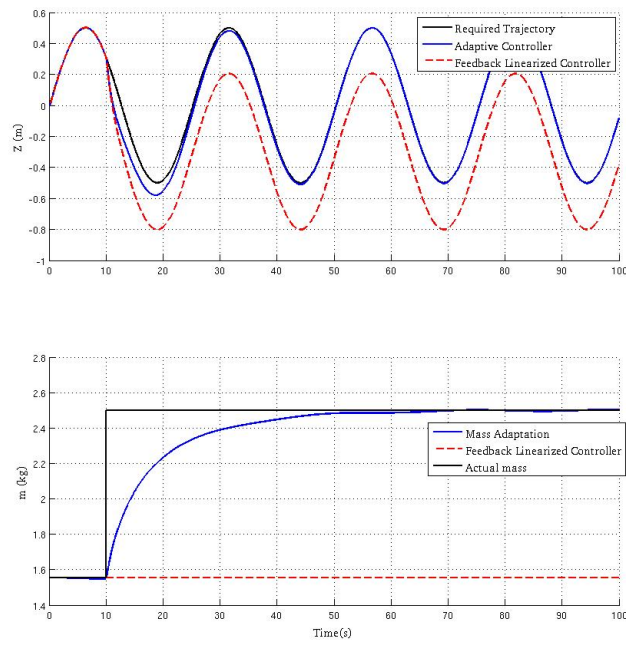 0.6
0.4
0.2
0
-0.2
-0.4
-0.6
-0.8
-1
Z (m)
Required Trajectory
Adaptive Controller
Feedback Linearized Controller
0 10 20 30 40 50 60 70 80 90 100
2.8
2.6
2.4
2.2
2
1.8
1.6
1.4
m (kg)
Mass Adaptation
Feedback Linearized Controller
Actual mass
0 10 20 30 40 50 60 70 80 90 100
Time(s)